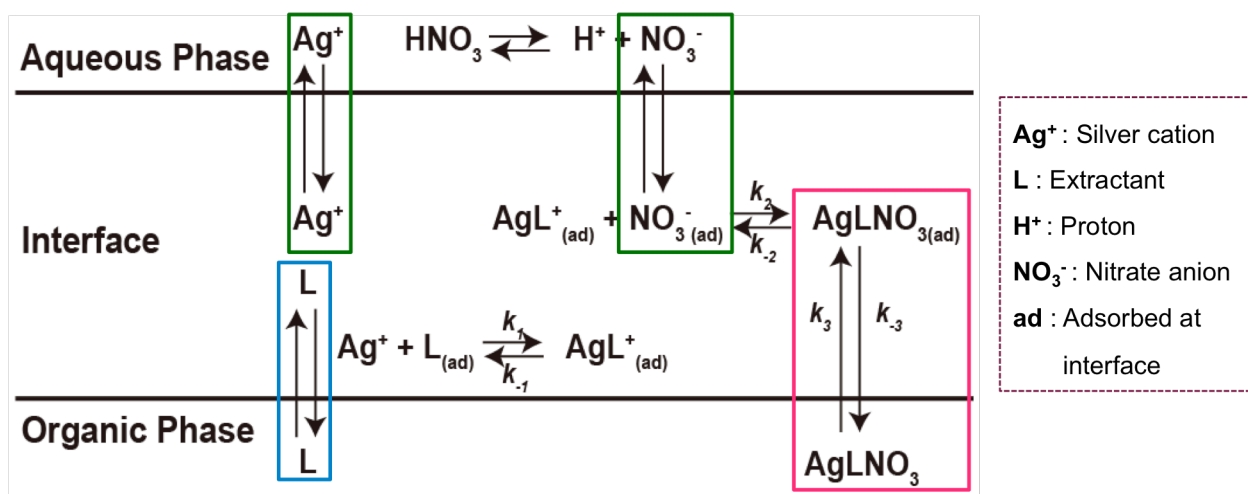 Aqueous Phase
Ag⁺
HNO₃ ⇌ H⁺ + NO₃⁻
Interface
Ag⁺
AgL⁺(ad) + NO₃⁻(ad)
k₂
k₋₂
AgLNO₃(ad)
L
Ag⁺ + L(ad)
k₁
k₋₁
AgL⁺(ad)
k₃
k₋₃
Organic Phase
L
AgLNO₃
Ag⁺ : Silver cation
L : Extractant
H⁺ : Proton
NO₃⁻ : Nitrate anion
ad : Adsorbed at
interface